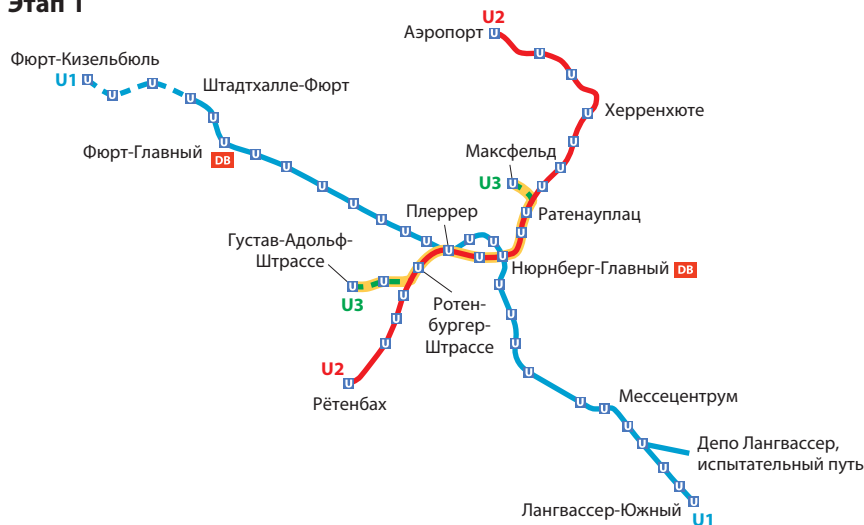 Этап 1
U2
Аэропорт
Фюрт-Кизельбюль
U1
Штадтхалле-Фюрт
Херренхюте
Фюрт-Главный DB
Максфельд
U3
Плеррер
Ратенауплац
Густав-Адольф-
Штрассе
Нюрнберг-Главный DB
U3
Ротен-
бургер-
Штрассе
U2
Рётенбах
Мессецентрум
Депо Лангвассер,
испытательный путь
Лангвассер-Южный
U1